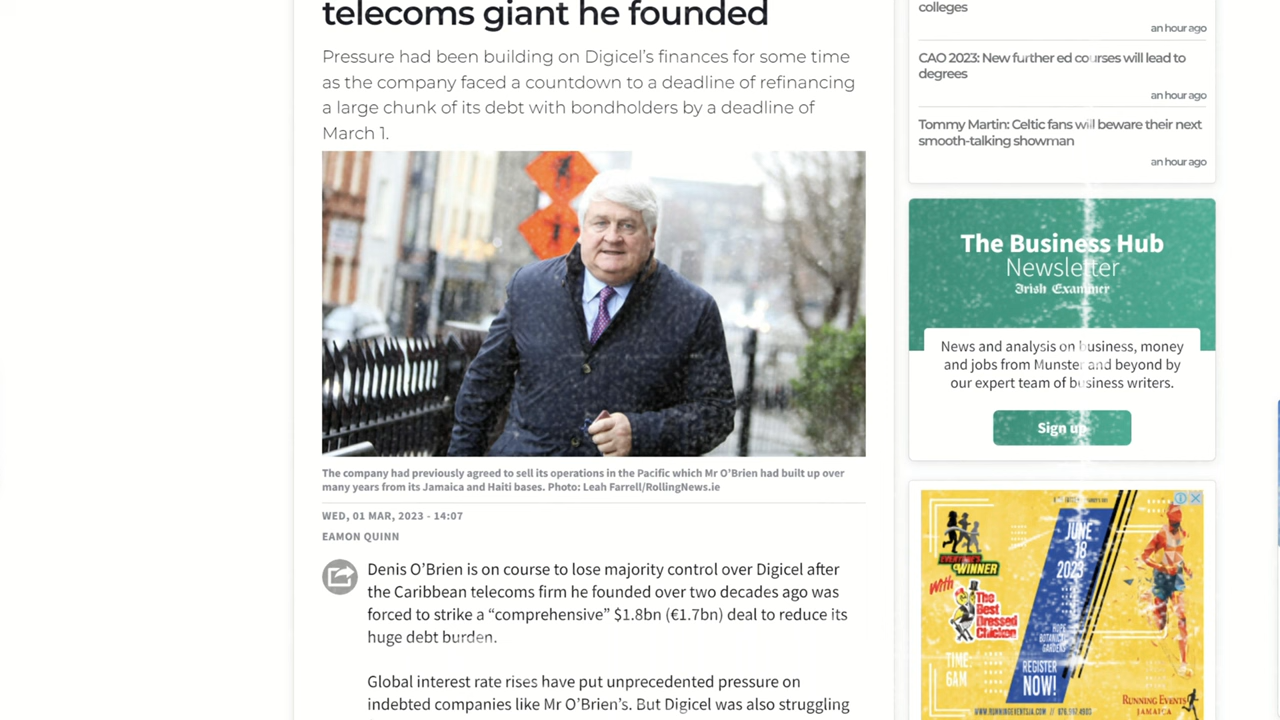 telecoms giant he founded
Pressure had been building on Digicel's finances for some time
as the company faced a countdown to a deadline of refinancing
a large chunk of its debt with bondholders by a deadline of
March 1.
The company had previously agreed to sell its operations in the Pacific which Mr O'Brien had built up over
many years from its Jamaica and Haiti bases. Photo: Leah Farrell/RollingNews.ie
WED, 01 MAR, 2023 - 14:07
EAMON QUINN
Denis O'Brien is on course to lose majority control over Digicel after
the Caribbean telecoms firm he founded over two decades ago was
forced to strike a “comprehensive” $1.8bn (€1.7bn) deal to reduce its
huge debt burden.
Global interest rate rises have put unprecedented pressure on
indebted companies like Mr O'Brien's. But Digicel was also struggling
colleges
an hour ago
CAO 2023: New further ed courses will lead to
degrees
an hour ago
Tommy Martin: Celtic fans will beware their next
smooth-talking showman
an hour ago
The Business Hub
Newsletter
Irish Examiner
News and analysis on business, money
and jobs from Munster and beyond by
our expert team of business writers.
Sign up
JUNE
18
2023
EVERYONE'S
WINNER
With
The
Best
Dressed
Chicken
HOPE
BOTANICAL
GARDENS
TIME:
6AM
REGISTER
NOW!
RUNNING EVENTS
JAMAICA